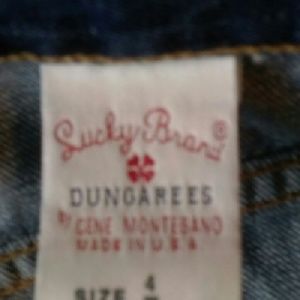 Lucky Brand ®
DUNGAREES
by GENE MONTESANO
MADE IN U.S.A.
SIZE 4